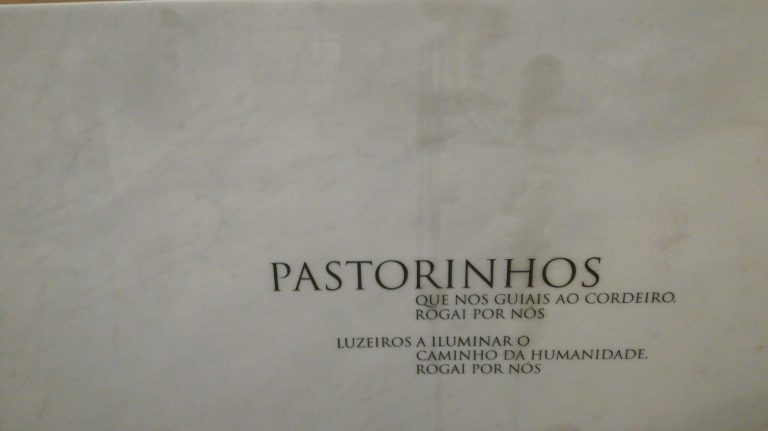 PASTORINHOS
QUE NOS GUIAIS AO CORDEIRO.
ROGAI POR NÓS
LUZEIROS A ILUMINAR O
CAMINHO DA HUMANIDADE.
ROGAI POR NÓS